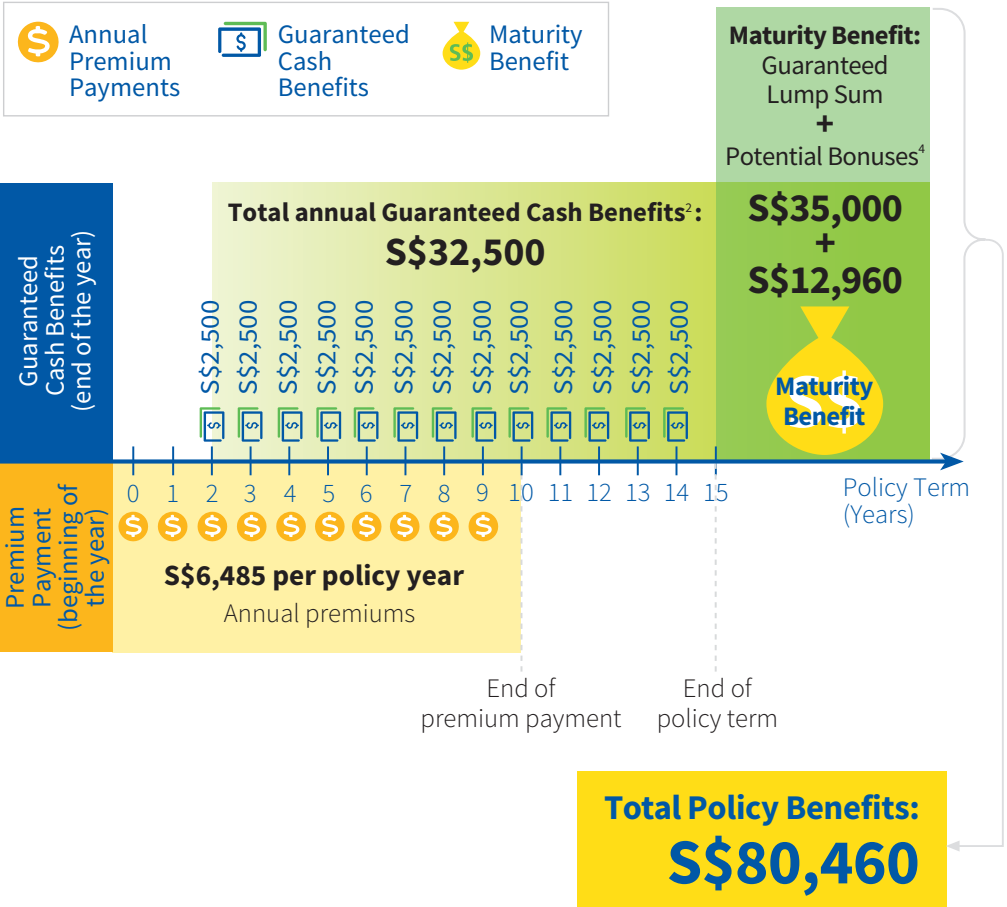 Annual
Premium
Payments
$
Guaranteed
Cash
Benefits
S$
Maturity
Benefit
Maturity Benefit:
Guaranteed
Lump Sum
+
Potential Bonuses4
S$35,000
+
S$12,960
S$
Maturity
Benefit
Guaranteed
Cash Benefits
(end of the year)
Total annual Guaranteed Cash Benefits2:
S$32,500
S$2,500
S$2,500
S$2,500
S$2,500
S$2,500
S$2,500
S$2,500
S$2,500
S$2,500
S$2,500
S$2,500
S$2,500
S$2,500
$ $ $ $ $ $ $ $ $ $ $ $ $
0 1 2 3 4 5 6 7 8 9 10 11 12 13 14 15
Policy Term
(Years)
Premium
Payment
(beginning of
the year)
$ $ $ $ $ $ $ $ $ $
S$6,485 per policy year
Annual premiums
End of
premium payment
End of
policy term
Total Policy Benefits:
S$80,460